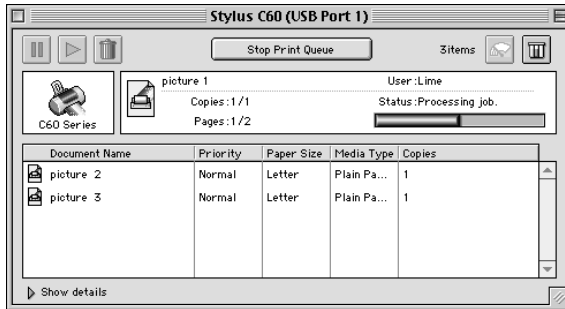 Stylus C60 (USB Port 1)
Stop Print Queue
3items
C60 Series
picture 1
User :Lime
Copies :1/1
Status :Processing job.
Pages :1/2
Document Name Priority Paper Size Media Type Copies
picture 2 Normal Letter Plain Pa... 1
picture 3 Normal Letter Plain Pa... 1
Show details